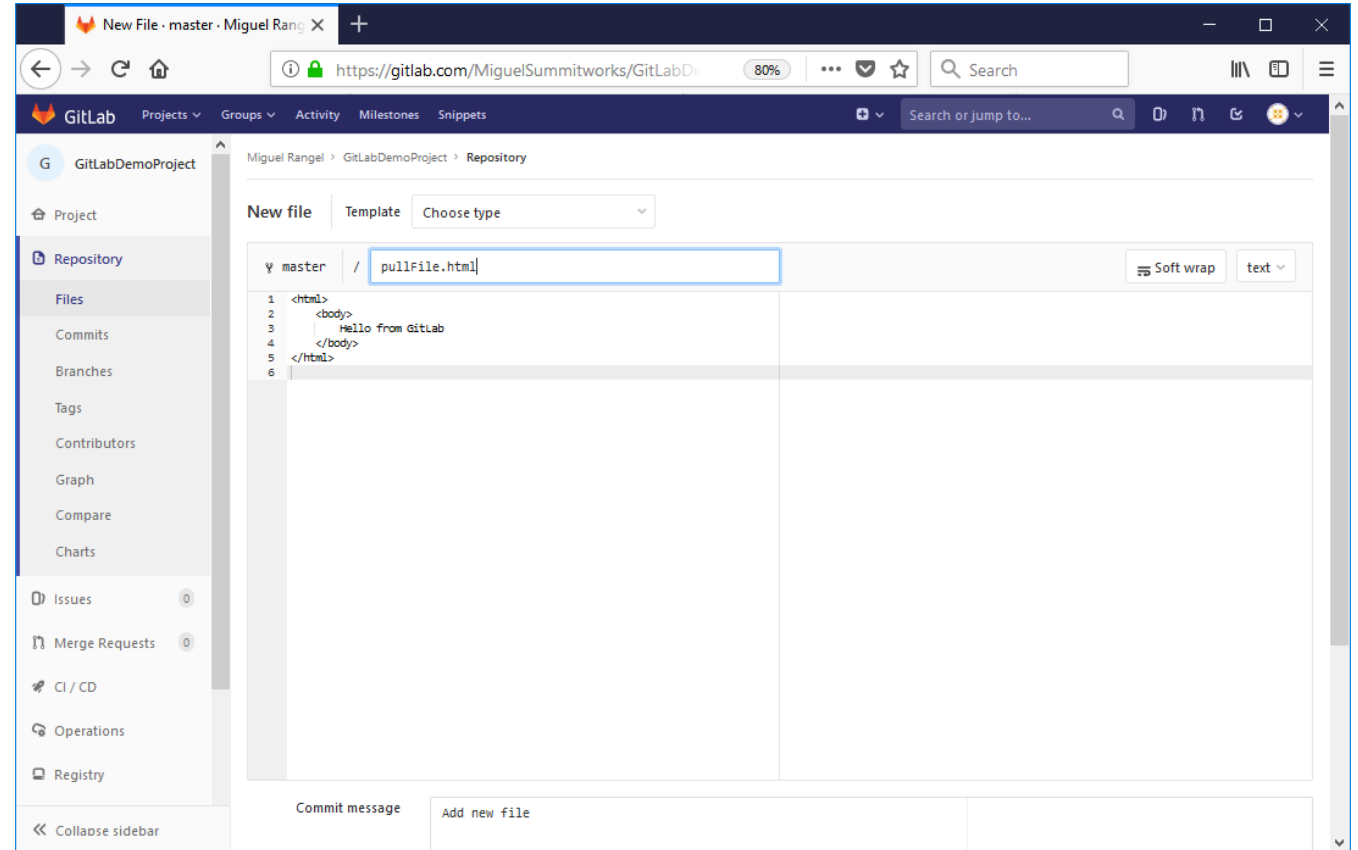 New File · master · Miguel Rang
https://gitlab.com/MiguelSummitworks/GitLabDe
80%
Search
GitLab Projects Groups Activity Milestones Snippets
Search or jump to...
G GitLabDemoProject
Project
Repository
Files
Commits
Branches
Tags
Contributors
Graph
Compare
Charts
Issues 0
Merge Requests 0
CI / CD
Operations
Registry
Collapse sidebar
Miguel Rangel > GitLabDemoProject > Repository
New file Template Choose type
master / pullFile.html
Soft wrap text
1 <html>
2 <body>
3 Hello from GitLab
4 </body>
5 </html>
6
Commit message Add new file